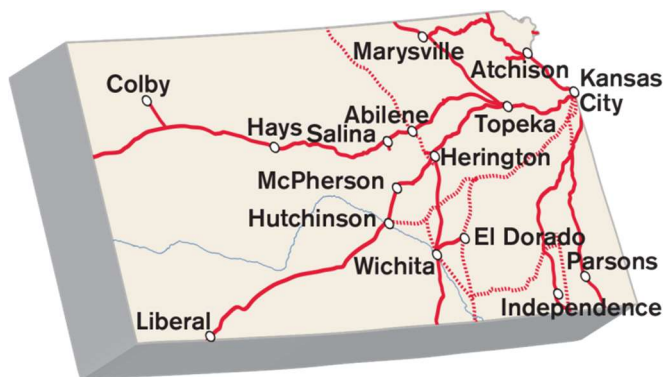 Marysville
Atchison
Kansas
City
Colby
Abilene
Topeka
Hays
Salina
Herington
McPherson
Hutchinson
El Dorado
Wichita
Parsons
Independence
Liberal